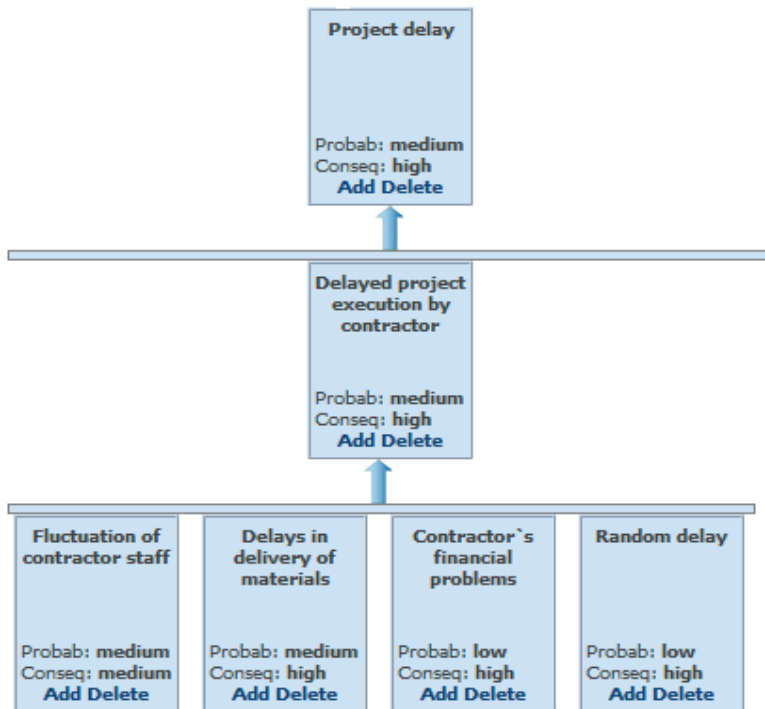 Project delay
Probab: medium
Conseq: high
Add Delete
Delayed project
execution by
contractor
Probab: medium
Conseq: high
Add Delete
Fluctuation of
contractor staff
Probab: medium
Conseq: medium
Add Delete
Delays in
delivery of
materials
Probab: medium
Conseq: high
Add Delete
Contractor`s
financial
problems
Probab: low
Conseq: high
Add Delete
Random delay
Probab: low
Conseq: high
Add Delete